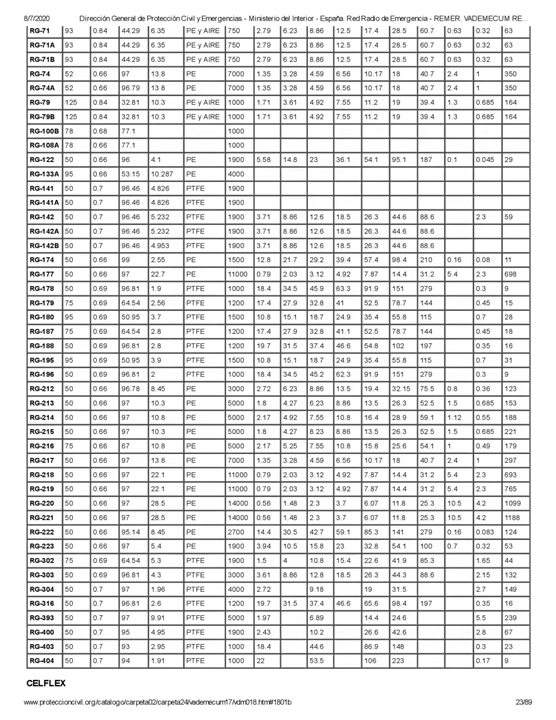 8/7/2020 Dirección General de Protección Civil y Emergencias - Ministerio del Interior - España. Red Radio de Emergencia - REMER. VADEMECUM RE...
RG-71 93 0.84 44.29 6.35 PE y AIRE 750 2.79 6.23 8.86 12.5 17.4 28.5 60.7 0.63 0.32 63
RG-71A 93 0.84 44.29 6.35 PE y AIRE 750 2.79 6.23 8.86 12.5 17.4 28.5 60.7 0.63 0.32 63
RG-71B 93 0.84 44.29 6.35 PE y AIRE 750 2.79 6.23 8.86 12.5 17.4 28.5 60.7 0.63 0.32 63
RG-74 52 0.66 97 13.8 PE 7000 1.35 3.28 4.59 6.56 10.17 18 40.7 2.4 1 350
RG-74A 52 0.66 96.79 13.8 PE 7000 1.35 3.28 4.59 6.56 10.17 18 40.7 2.4 1 350
RG-79 125 0.84 32.81 10.3 PE y AIRE 1000 1.71 3.61 4.92 7.55 11.2 19 39.4 1.3 0.685 164
RG-79B 125 0.84 32.81 10.3 PE y AIRE 1000 1.71 3.61 4.92 7.55 11.2 19 39.4 1.3 0.685 164
RG-100B 78 0.68 77.1 1000
RG-108A 78 0.66 77.1 1000
RG-122 50 0.66 96 4.1 PE 1900 5.58 14.8 23 36.1 54.1 95.1 187 0.1 0.045 29
RG-133A 95 0.66 53.15 10.287 PE 4000
RG-141 50 0.7 96.46 4.826 PTFE 1900
RG-141A 50 0.7 96.46 4.826 PTFE 1900
RG-142 50 0.7 96.46 5.232 PTFE 1900 3.71 8.86 12.6 18.5 26.3 44.6 88.6 2.3 59
RG-142A 50 0.7 96.46 5.232 PTFE 1900 3.71 8.86 12.6 18.5 26.3 44.6 88.6
RG-142B 50 0.7 96.46 4.953 PTFE 1900 3.71 8.86 12.6 18.5 26.3 44.6 88.6
RG-174 50 0.66 99 2.55 PE 1500 12.8 21.7 29.2 39.4 57.4 98.4 210 0.16 0.08 11
RG-177 50 0.66 97 22.7 PE 11000 0.79 2.03 3.12 4.92 7.87 14.4 31.2 5.4 2.3 698
RG-178 50 0.69 96.81 1.9 PTFE 1000 18.4 34.5 45.9 63.3 91.9 151 279 0.3 9
RG-179 75 0.69 64.54 2.56 PTFE 1200 17.4 27.9 32.8 41 52.5 78.7 144 0.45 15
RG-180 95 0.69 50.95 3.7 PTFE 1500 10.8 15.1 18.7 24.9 35.4 55.8 115 0.7 28
RG-187 75 0.69 64.54 2.8 PTFE 1200 17.4 27.9 32.8 41.1 52.5 78.7 144 0.45 18
RG-188 50 0.69 96.81 2.8 PTFE 1200 19.7 31.5 37.4 46.6 54.8 102 197 0.35 16
RG-195 95 0.69 50.95 3.9 PTFE 1500 10.8 15.1 18.7 24.9 35.4 55.8 115 0.7 31
RG-196 50 0.69 96.81 2 PTFE 1000 18.4 34.5 45.2 62.3 91.9 151 279 0.3 9
RG-212 50 0.66 96.78 8.45 PE 3000 2.72 6.23 8.86 13.5 19.4 32.15 75.5 0.8 0.36 123
RG-213 50 0.66 97 10.3 PE 5000 1.8 4.27 6.23 8.86 13.5 26.3 52.5 1.5 0.685 153
RG-214 50 0.66 97 10.8 PE 5000 2.17 4.92 7.55 10.8 16.4 28.9 59.1 1.12 0.55 188
RG-215 50 0.66 97 10.3 PE 5000 1.8 4.27 8.23 8.86 13.5 26.3 52.5 1.5 0.685 221
RG-216 75 0.66 67 10.8 PE 5000 2.17 5.25 7.55 10.8 15.8 25.6 54.1 1 0.49 179
RG-217 50 0.66 97 13.8 PE 7000 1.35 3.28 4.59 6.56 10.17 18 40.7 2.4 1 297
RG-218 50 0.66 97 22.1 PE 11000 0.79 2.03 3.12 4.92 7.87 14.4 31.2 5.4 2.3 693
RG-219 50 0.66 97 22.1 PE 11000 0.79 2.03 3.12 4.92 7.87 14.4 31.2 5.4 2.3 765
RG-220 50 0.66 97 28.5 PE 14000 0.56 1.48 2.3 3.7 6.07 11.8 25.3 10.5 4.2 1099
RG-221 50 0.66 97 28.5 PE 14000 0.56 1.48 2.3 3.7 6.07 11.8 25.3 10.5 4.2 1188
RG-222 50 0.66 95.14 8.45 PE 2700 14.4 30.5 42.7 59.1 85.3 141 279 0.16 0.083 124
RG-223 50 0.66 97 5.4 PE 1900 3.94 10.5 15.8 23 32.8 54.1 100 0.7 0.32 53
RG-302 75 0.69 64.54 5.3 PTFE 1900 1.5 4 10.8 15.4 22.6 41.9 85.3 1.65 44
RG-303 50 0.69 96.81 4.3 PTFE 3000 3.61 8.86 12.8 18.5 26.3 44.3 88.6 2.15 132
RG-304 50 0.7 97 1.96 PTFE 4000 2.72 9.18 19 31.5 2.7 149
RG-316 50 0.7 96.81 2.6 PTFE 1200 19.7 31.5 37.4 46.6 65.6 98.4 197 0.35 16
RG-393 50 0.7 97 9.91 PTFE 5000 1.97 6.89 14.4 24.6 5.5 239
RG-400 50 0.7 95 4.95 PTFE 1900 2.43 10.2 26.6 42.6 2.8 67
RG-403 50 0.7 93 2.95 PTFE 1000 18.4 44.6 86.9 148 0.3 23
RG-404 50 0.7 94 1.91 PTFE 1000 22 53.5 106 223 0.17 9
CELFLEX
www.proteccioncivil.org/catalogo/carpeta02/carpeta24/vademecum17/vdm018.htm#1801b 23/89